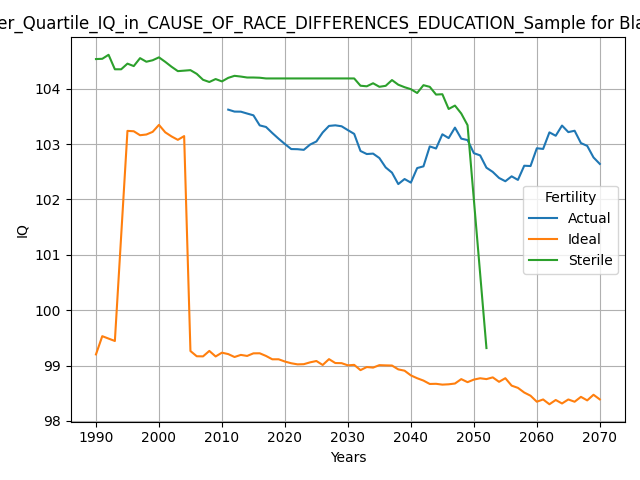 er_Quartile_IQ_in_CAUSE_OF_RACE_DIFFERENCES_EDUCATION_Sample for Bla
104
103
102
101
100
99
98
IQ
Fertility
Actual
Ideal
Sterile
1990 2000 2010 2020 2030 2040 2050 2060 2070
Years